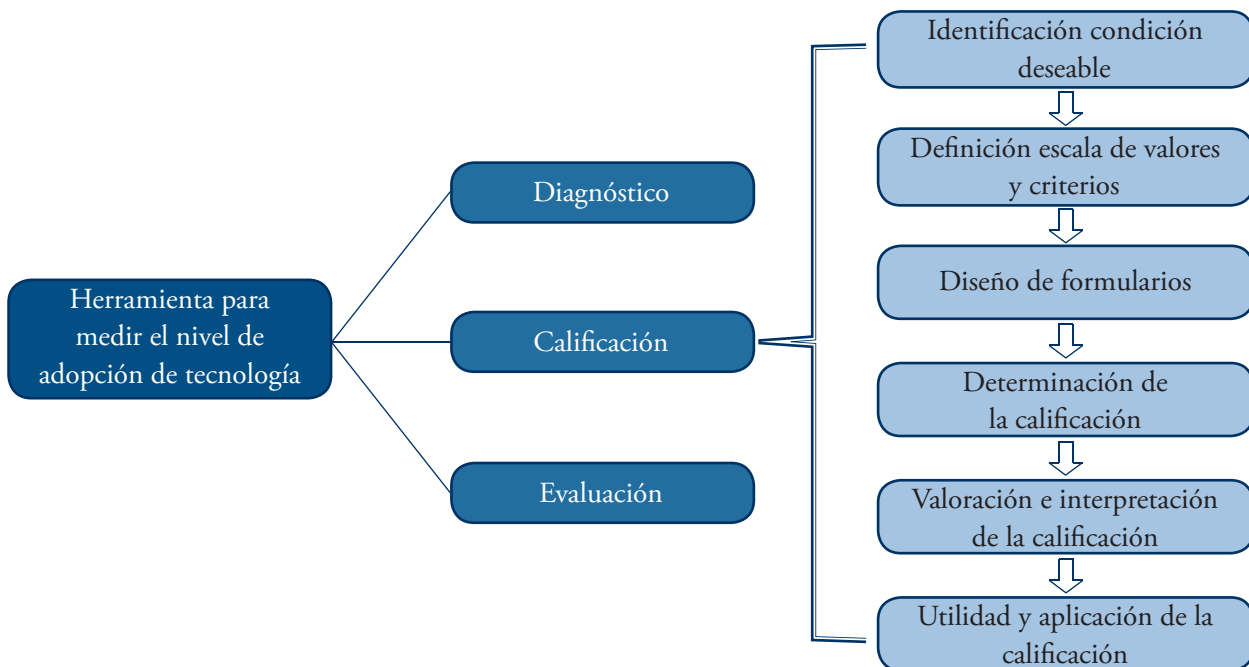 Herramienta para
medir el nivel de
adopción de tecnología
Diagnóstico
Calificación
Evaluación
Identificación condición
deseable
Definición escala de valores
y criterios
Diseño de formularios
Determinación de
la calificación
Valoración e interpretación
de la calificación
Utilidad y aplicación de la
calificación